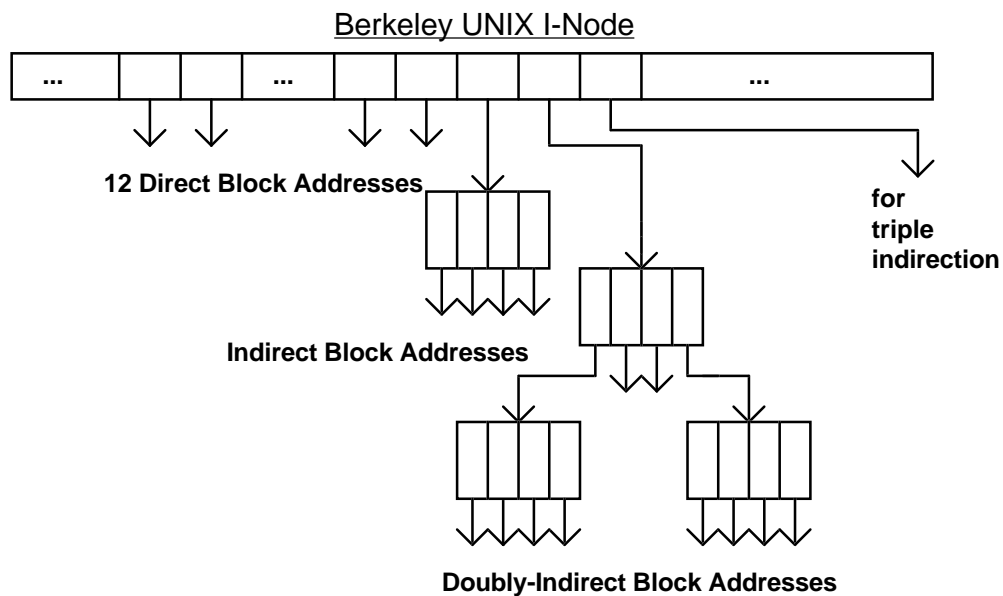 Berkeley UNIX I-Node
... ... ...
12 Direct Block Addresses
for
triple
indirection
Indirect Block Addresses
Doubly-Indirect Block Addresses